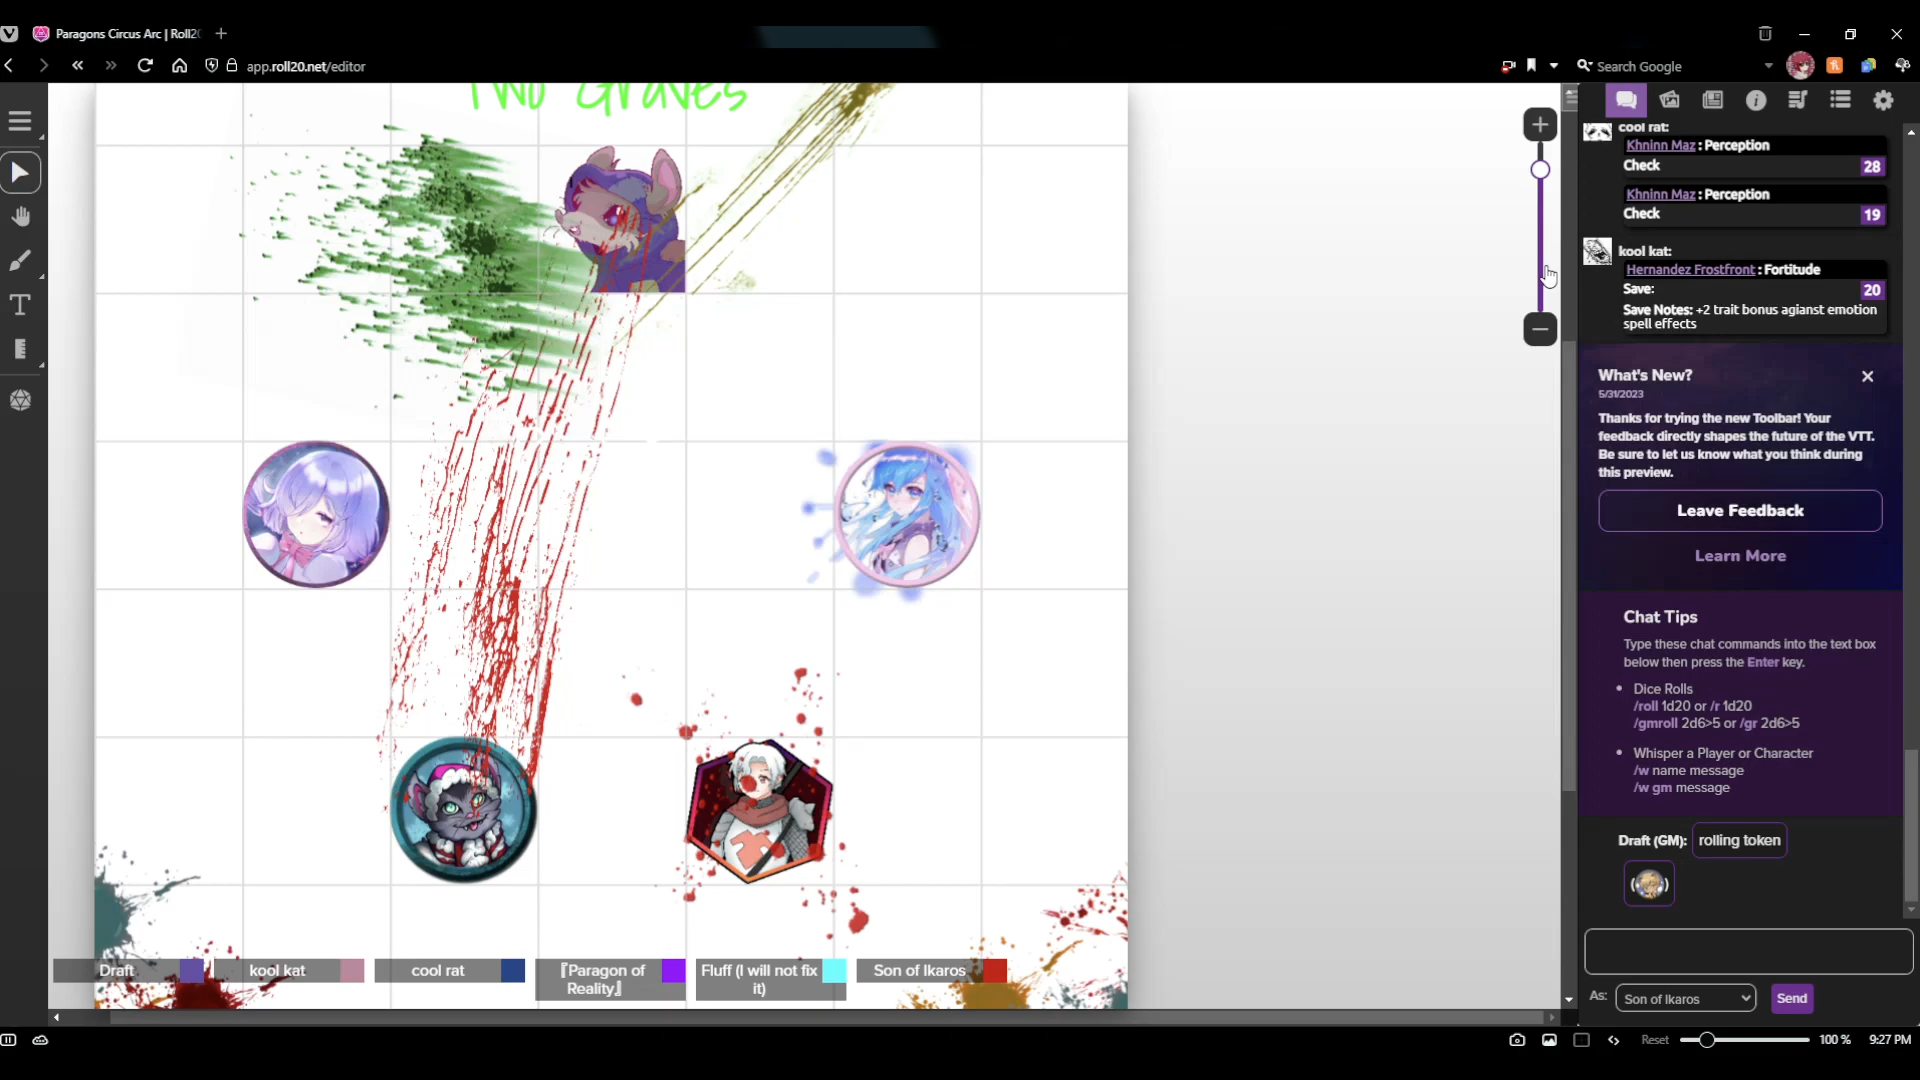 Paragons Circus Arc | Roll2
app.roll20.net/editor
Search Google
Two Graves
cool rat:
Khninn Maz : Perception
Check
28
Khninn Maz : Perception
Check
19
kool kat:
Hernandez Frostfront : Fortitude
Save:
20
Save Notes: +2 trait bonus agianst emotion
spell effects
What's New?
5/31/2023
Thanks for trying the new Toolbar! Your
feedback directly shapes the future of the VTT.
Be sure to let us know what you think during
this preview.
Leave Feedback
Learn More
Chat Tips
Type these chat commands into the text box
below then press the Enter key.
• Dice Rolls
/roll 1d20 or /r 1d20
/gmroll 2d6>5 or /gr 2d6>5
• Whisper a Player or Character
/w name message
/w gm message
Draft (GM): rolling token
Draft
kool kat
cool rat
『Paragon of
Reality』
Fluff (I will not fix
it)
Son of Ikaros
As:
Son of Ikaros
Send
Reset
100 %
9:27 PM